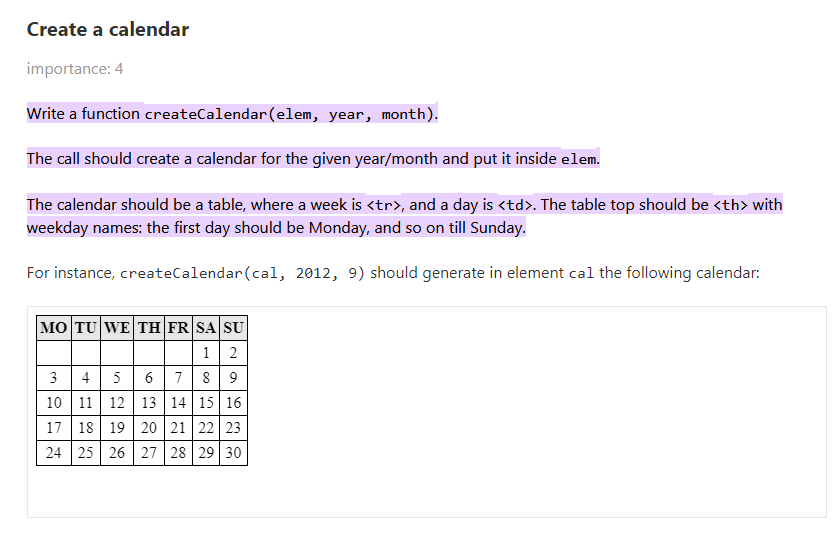 Create a calendar
importance: 4
Write a function createCalendar(elem, year, month).
The call should create a calendar for the given year/month and put it inside elem.
The calendar should be a table, where a week is <tr>, and a day is <td>. The table top should be <th> with
weekday names: the first day should be Monday, and so on till Sunday.
For instance, createCalendar(cal, 2012, 9) should generate in element cal the following calendar:
MO TU WE TH FR SA SU
1 2
3 4 5 6 7 8 9
10 11 12 13 14 15 16
17 18 19 20 21 22 23
24 25 26 27 28 29 30